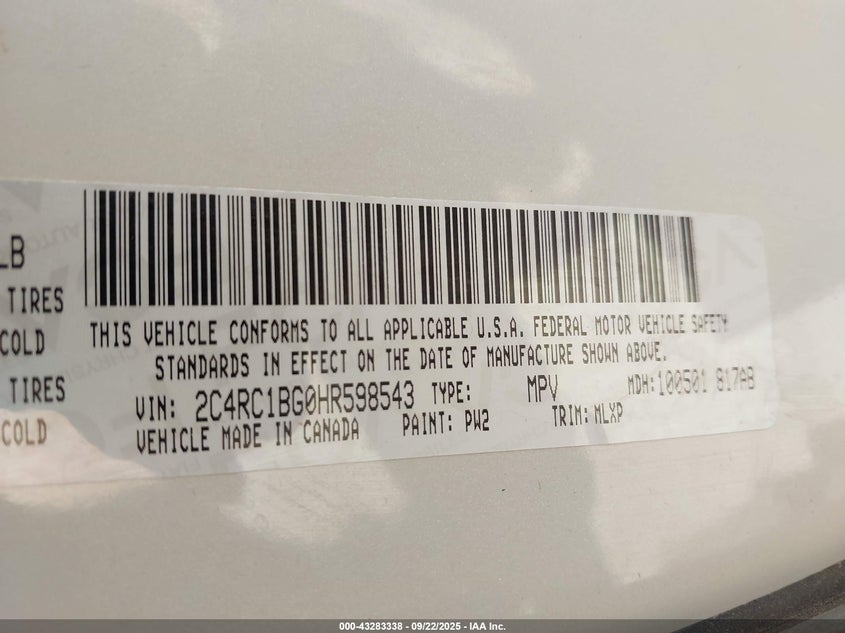 LB
TIRES
COLD
TIRES
COLD
THIS VEHICLE CONFORMS TO ALL APPLICABLE U.S.A. FEDERAL MOTOR VEHICLE SAFETY
STANDARDS IN EFFECT ON THE DATE OF MANUFACTURE SHOWN ABOVE.
VIN: 2C4RC1BG0HR598543 TYPE: MPV MDH:100501 817AB
VEHICLE MADE IN CANADA PAINT: PW2 TRIM: MLXP
000-43283338 - 09/22/2025 - IAA Inc.